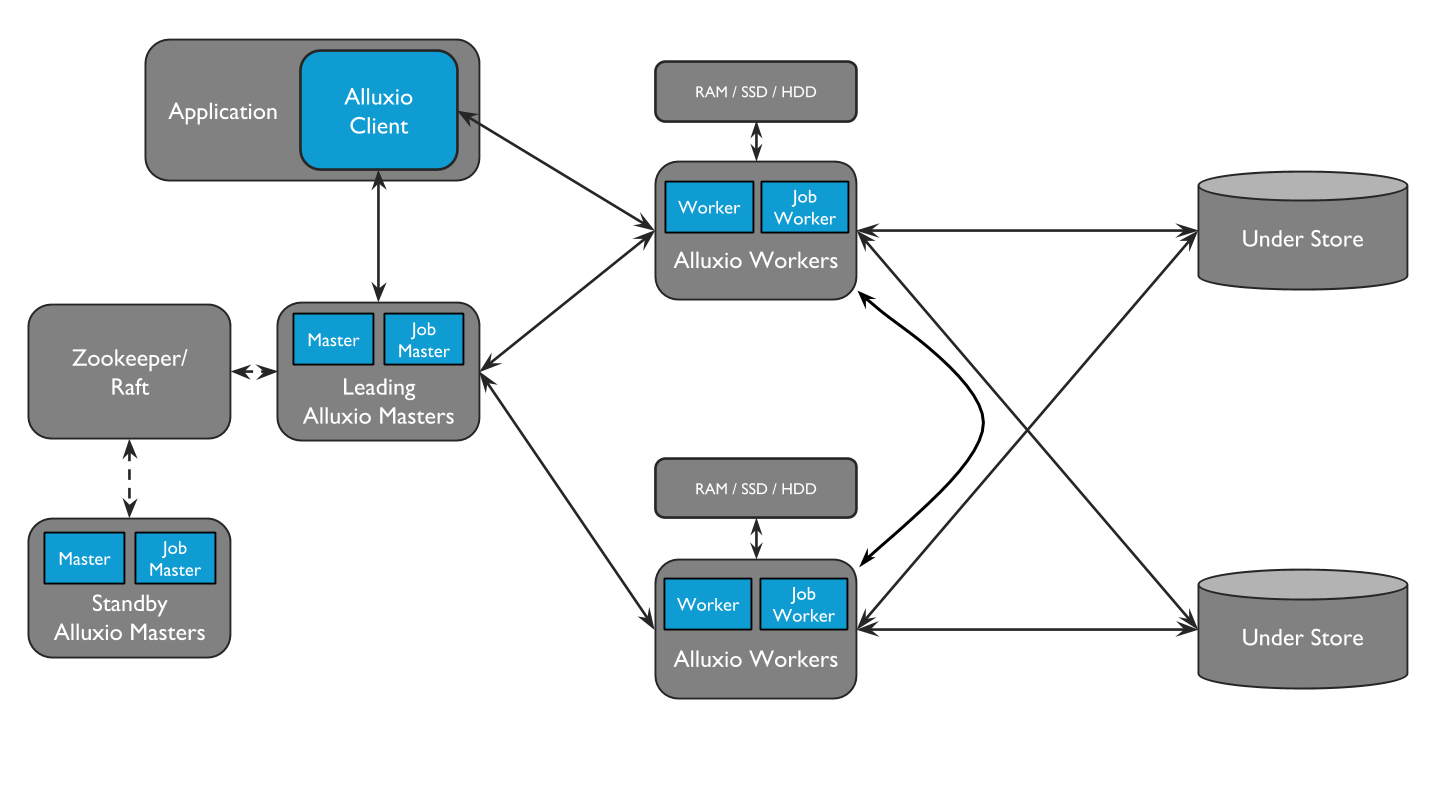 Application
Alluxio
Client
RAM / SSD / HDD
Worker
Job
Worker
Alluxio Workers
Under Store
Zookeeper/
Raft
Master
Job
Master
Leading
Alluxio Masters
RAM / SSD / HDD
Master
Job
Master
Standby
Alluxio Masters
Worker
Job
Worker
Alluxio Workers
Under Store